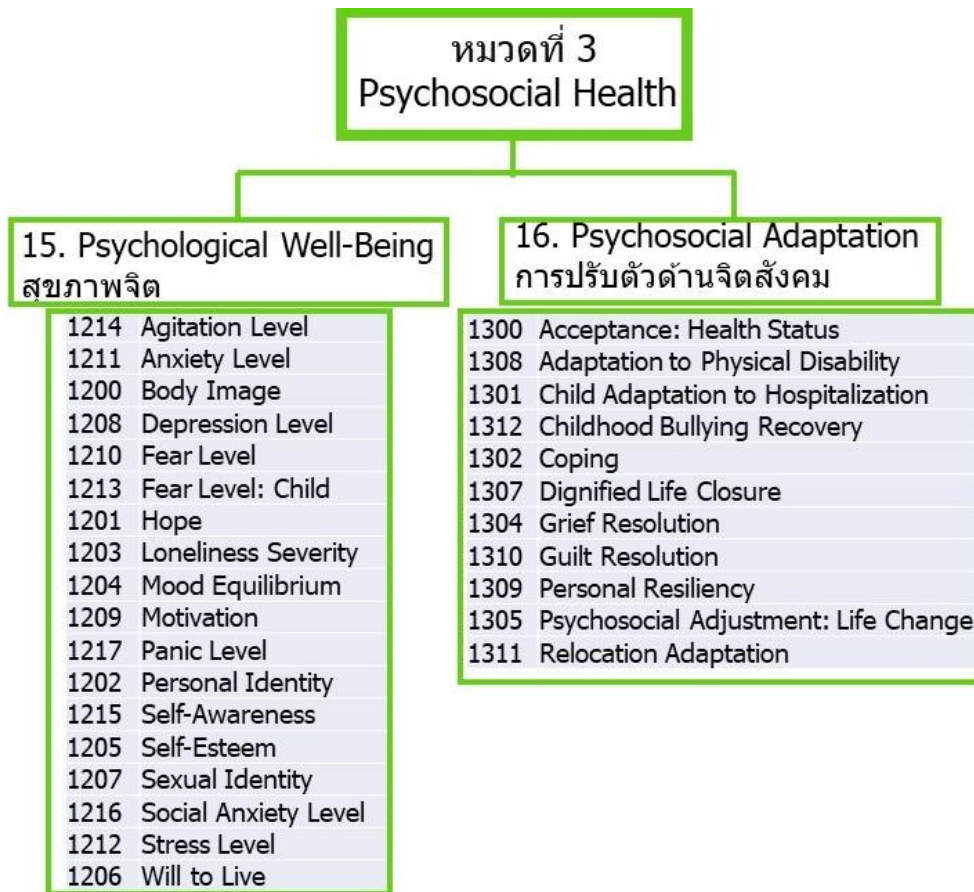 หมวดที่ 3
Psychosocial Health
15. Psychological Well-Being
สุขภาพจิต
1214 Agitation Level
1211 Anxiety Level
1200 Body Image
1208 Depression Level
1210 Fear Level
1213 Fear Level: Child
1201 Hope
1203 Loneliness Severity
1204 Mood Equilibrium
1209 Motivation
1217 Panic Level
1202 Personal Identity
1215 Self-Awareness
1205 Self-Esteem
1207 Sexual Identity
1216 Social Anxiety Level
1212 Stress Level
1206 Will to Live
16. Psychosocial Adaptation
การปรับตัวด้านจิตสังคม
1300 Acceptance: Health Status
1308 Adaptation to Physical Disability
1301 Child Adaptation to Hospitalization
1312 Childhood Bullying Recovery
1302 Coping
1307 Dignified Life Closure
1304 Grief Resolution
1310 Guilt Resolution
1309 Personal Resiliency
1305 Psychosocial Adjustment: Life Change
1311 Relocation Adaptation